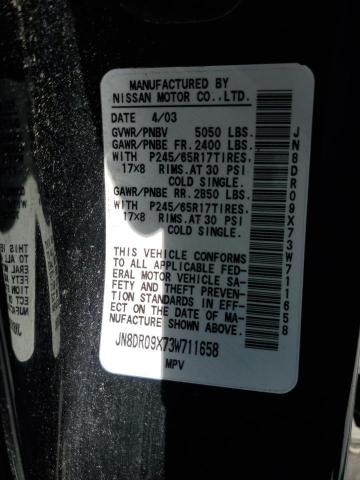 MANUFACTURED BY
NISSAN MOTOR CO., LTD.
DATE 4/03
GVWR/PNBV 5050 LBS.
GAWR/PNBE FR. 2400 LBS.
WITH P245/65R17TIRES,
17X8 RIMS. AT 30 PSI
COLD SINGLE.
GAWR/PNBE RR. 2850 LBS.
WITH P245/65R17TIRES,
17X8 RIMS. AT 30 PSI
COLD SINGLE.
THIS VEHICLE CONFORMS
TO ALL APPLICABLE FED-
ERAL MOTOR VEHICLE SA-
FETY AND THEFT PREVEN-
TION STANDARDS IN EFF-
ECT ON THE DATE OF MA-
NUFACTURE SHOWN ABOVE.
JN8DR09X73W711658
MPV
JN8DR09X73W711658